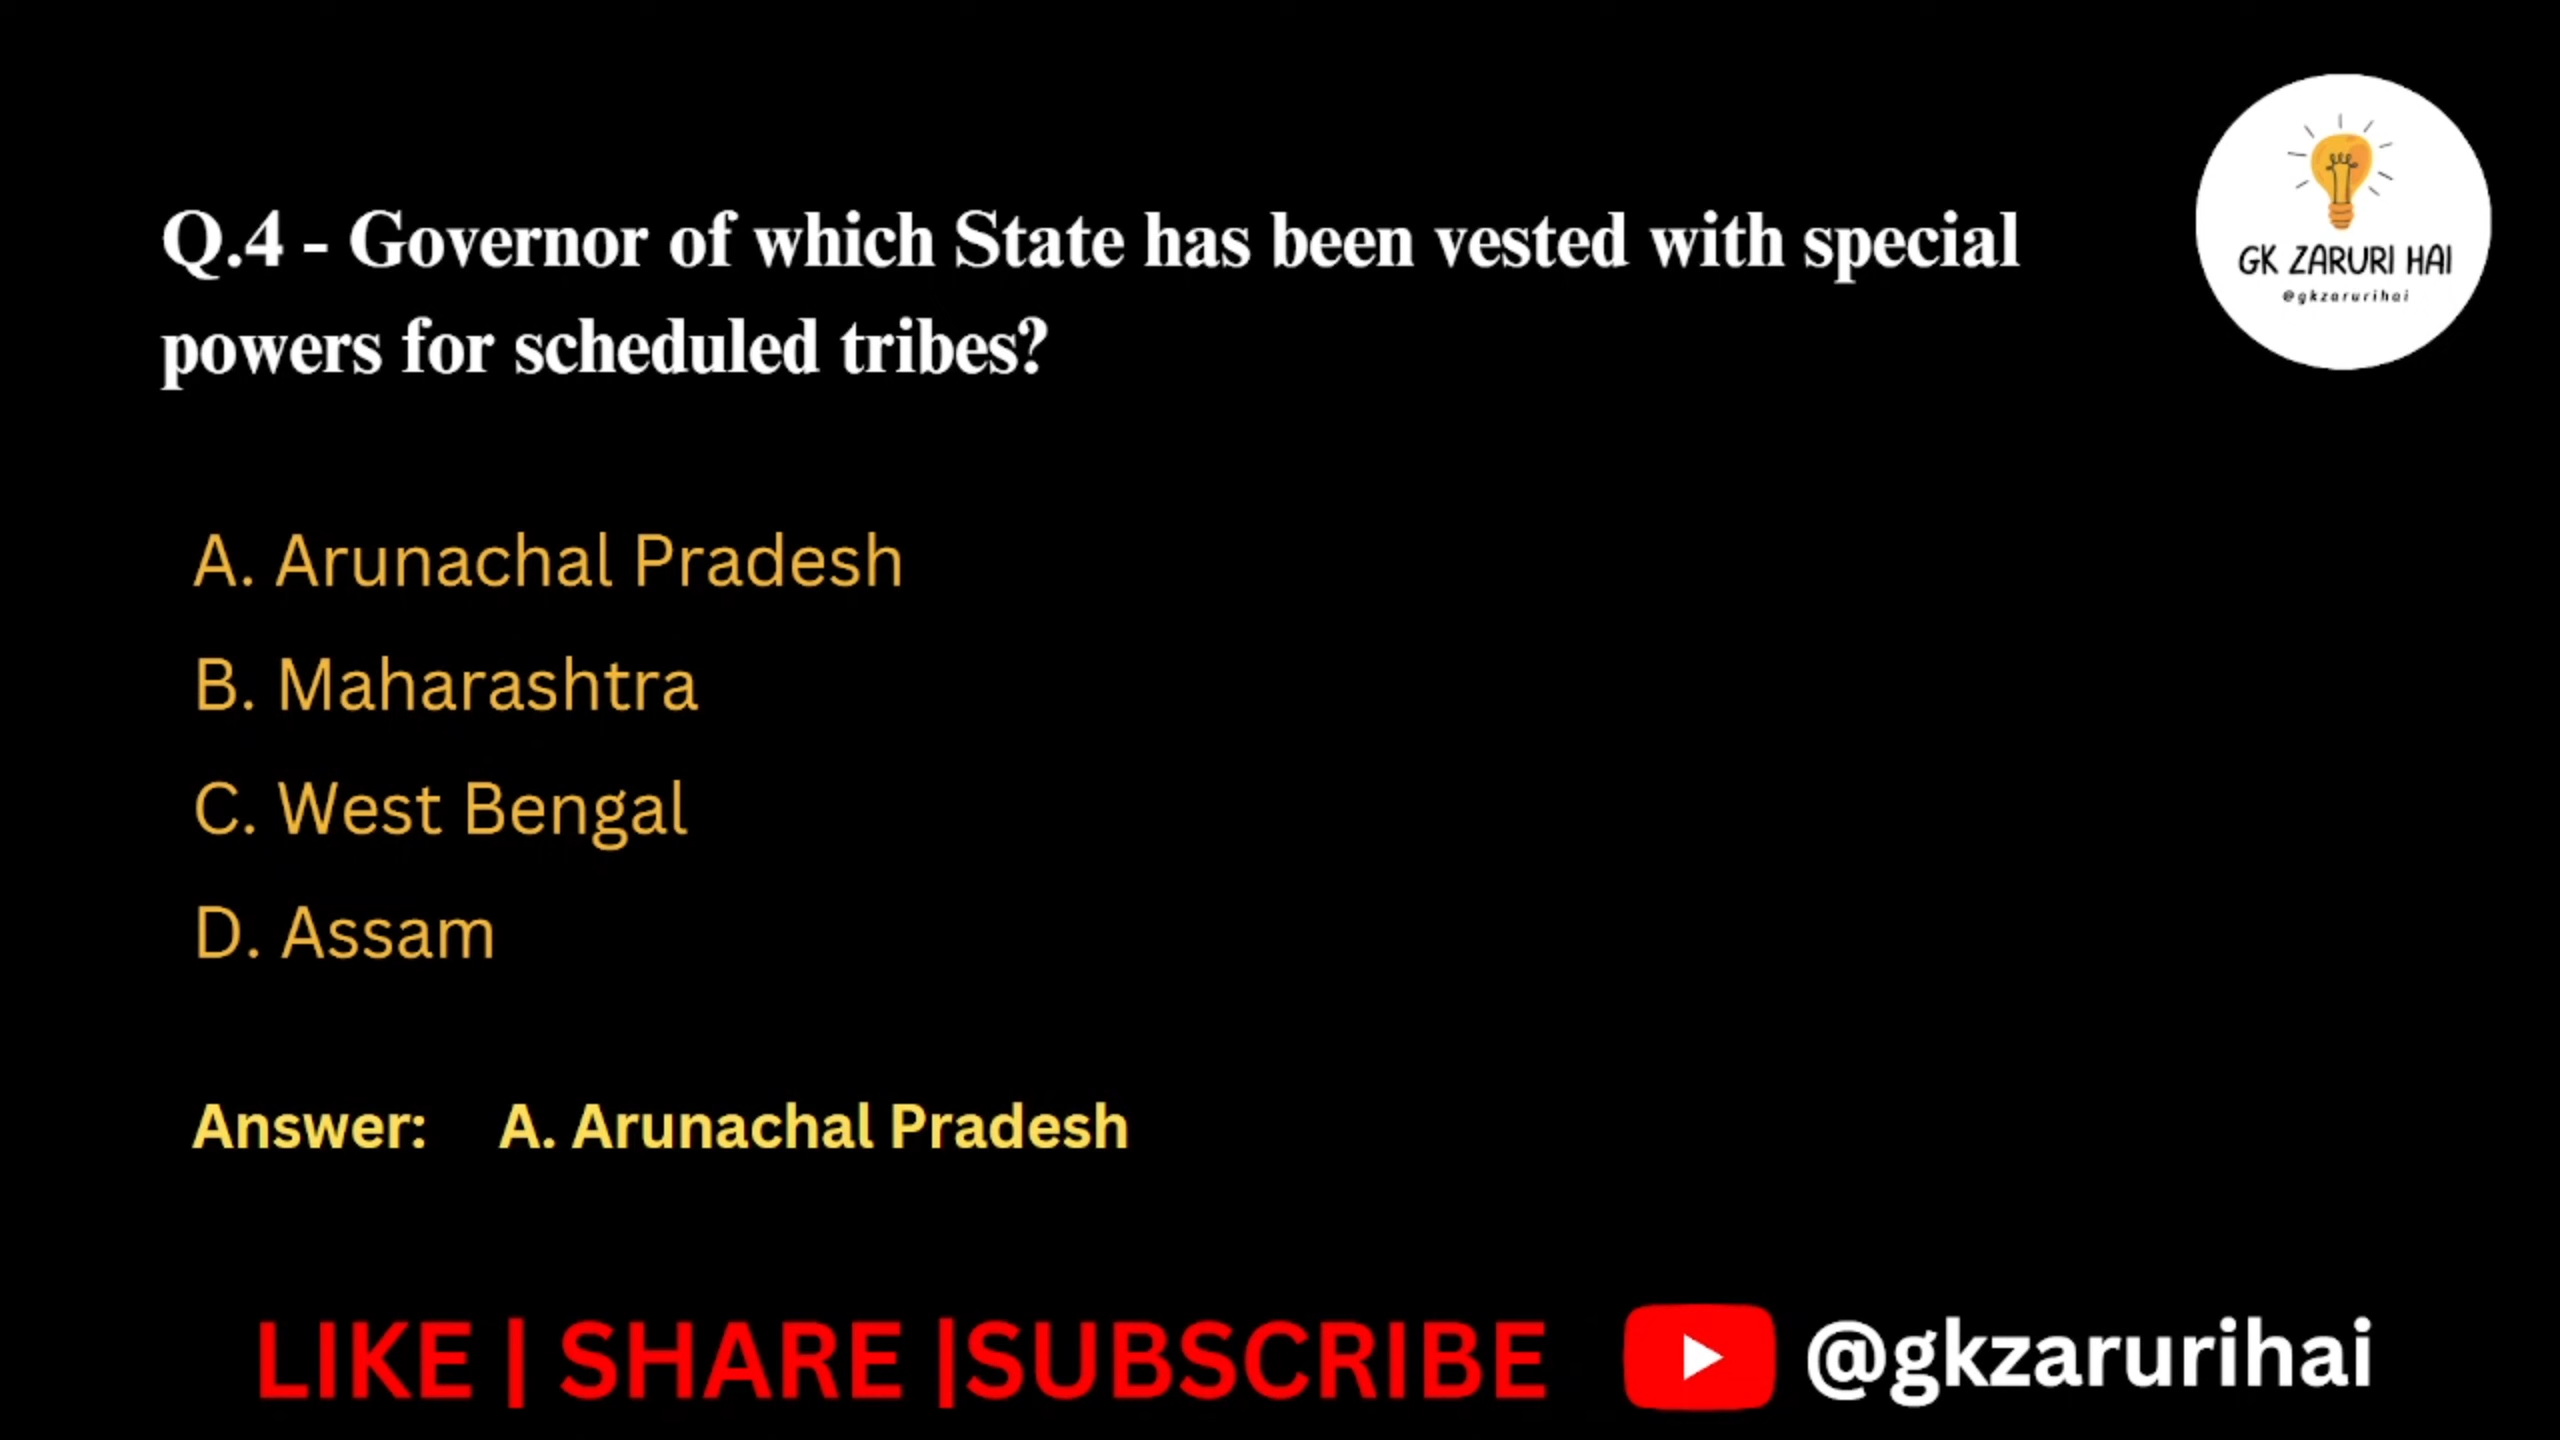 Q.4 - Governor of which State has been vested with special
powers for scheduled tribes?
GK ZARURI HAI
@gkzarurihai
A. Arunachal Pradesh
B. Maharashtra
C. West Bengal
D. Assam
Answer: A. Arunachal Pradesh
LIKE | SHARE |SUBSCRIBE @gkzarurihai